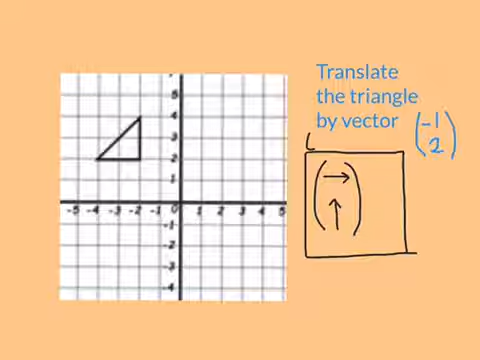 Translate
the triangle
by vector
(-1
2)
5
4
3
2
1
-5 -4 -3 -2 -1 0 1 2 3 4 5
-1
-2
-3
-4